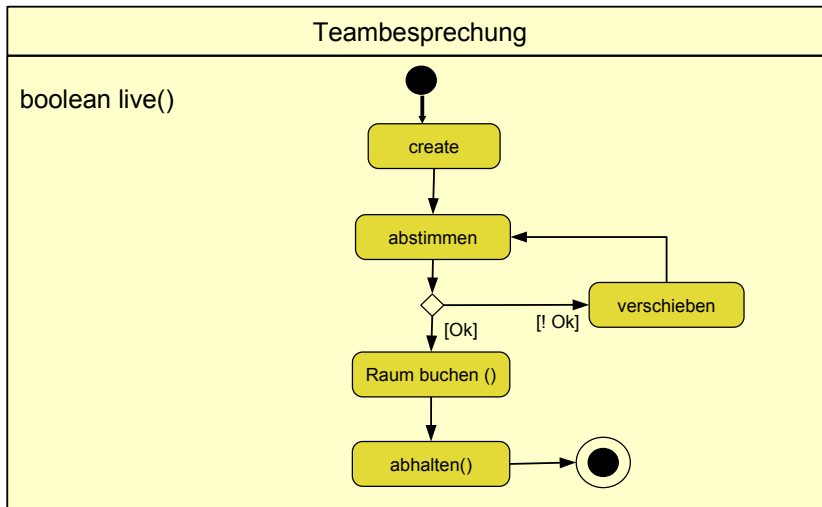 Teambesprechung
boolean live()
create
abstimmen
verschieben
[Ok]
[! Ok]
Raum buchen ()
abhalten()